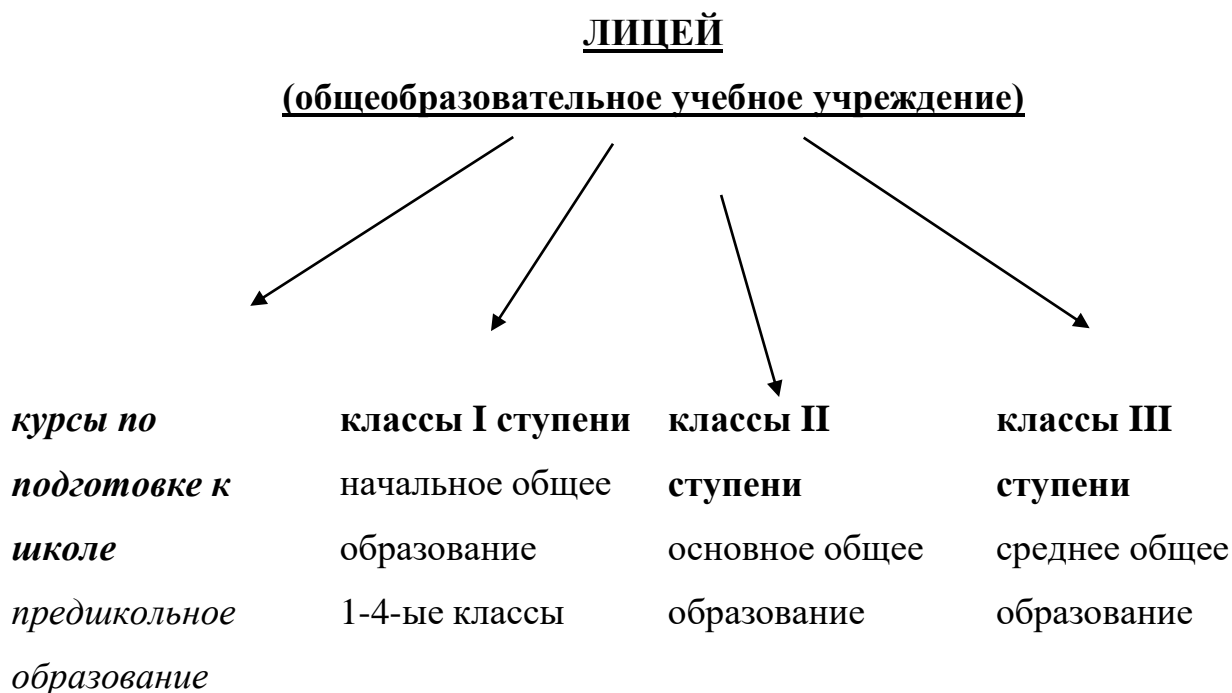 ЛИЦЕЙ
(общеобразовательное учебное учреждение)
курсы по
подготовке к
школе
предшкольное
образование
классы I ступени
начальное общее
образование
1-4-ые классы
классы II
ступени
основное общее
образование
классы III
ступени
среднее общее
образование